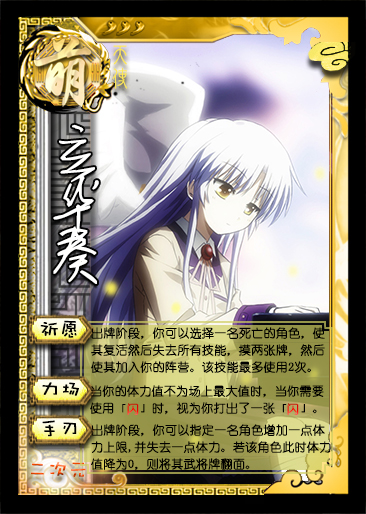 萌
天使
立华奏
祈愿
出牌阶段，你可以选择一名死亡的角色，使
其复活然后失去所有技能，摸两张牌，然后
使其加入你的阵营。该技能最多使用2次。
力场
当你的体力值不为场上最大值时，当你需要
使用「闪」时，视为你打出了一张「闪」。
手刃
出牌阶段，你可以指定一名角色增加一点体
力上限,并失去一点体力。若该角色此时体力
值降为0，则将其武将牌翻面。
二次元